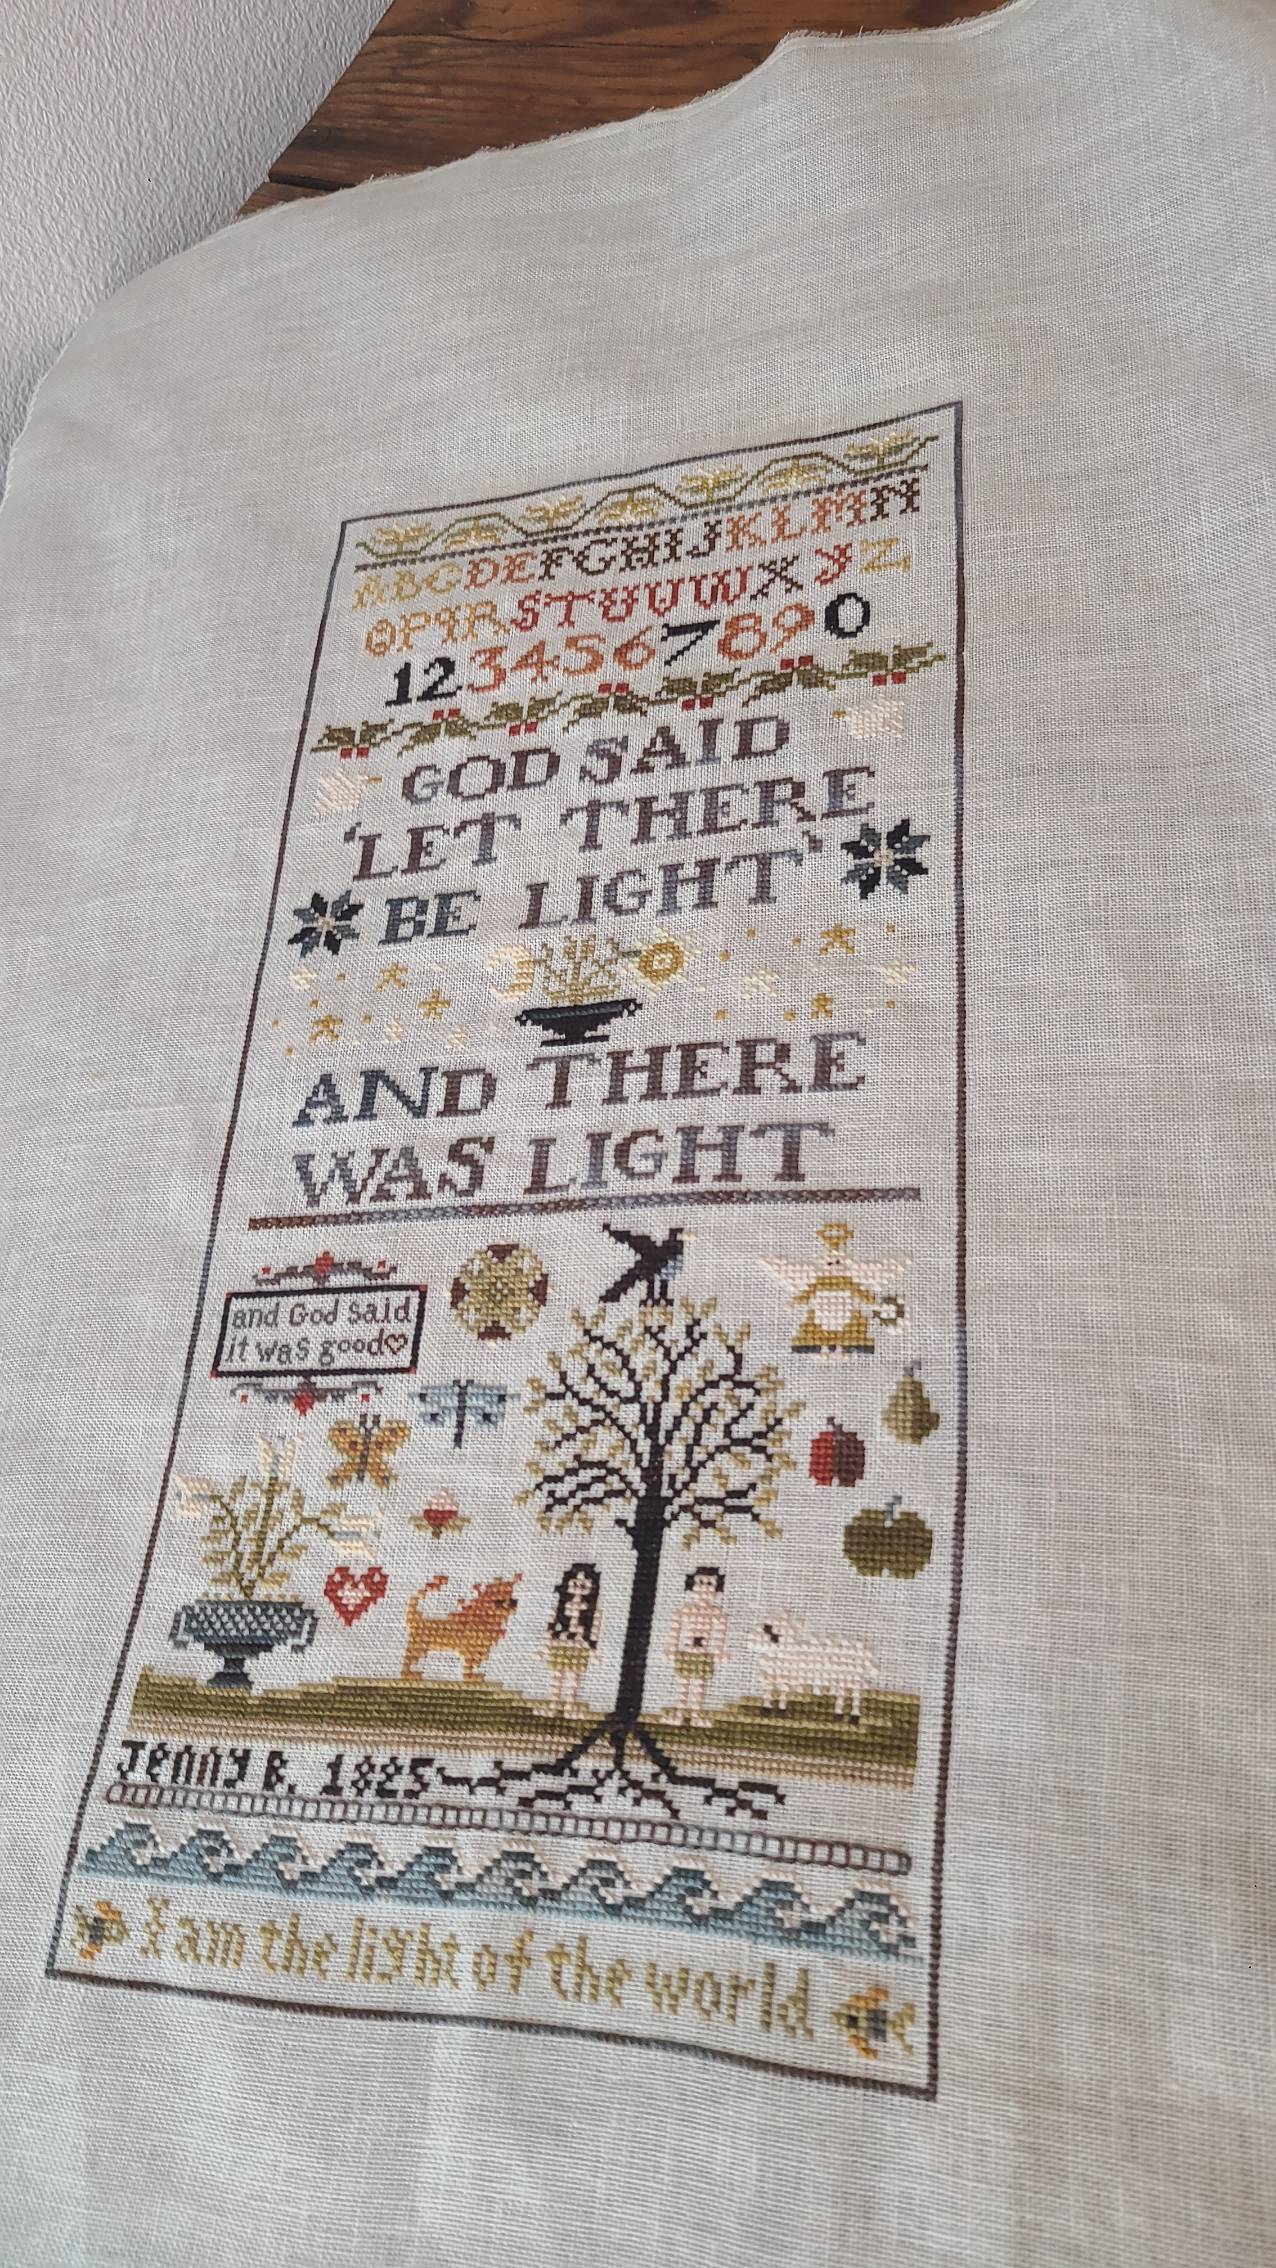 ABCDEFGHIJKLMN
OPQRSTUVWXYZ
1234567890
GOD SAID
'LET THERE
BE LIGHT'
AND THERE
WAS LIGHT
and God said
it was good♡
Jenny B. 1885
I am the light of the world